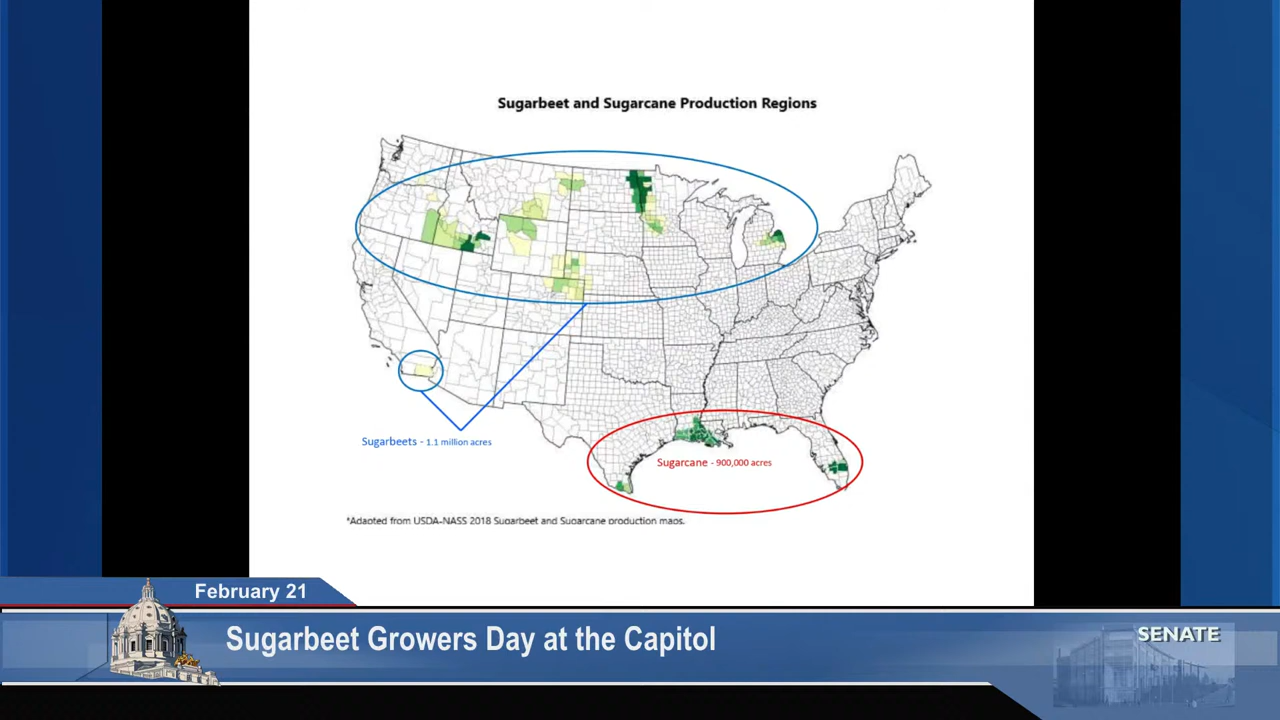 Sugarbeet and Sugarcane Production Regions
Sugarbeets - 1.1 million acres
Sugarcane - 900,000 acres
*Adapted from USDA-NASS 2018 Sugarbeet and Sugarcane production maps.
February 21
Sugarbeet Growers Day at the Capitol
SENATE